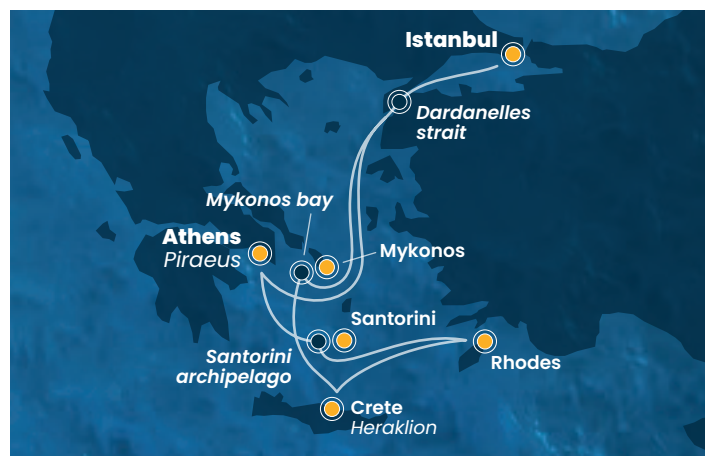 Istanbul
Dardanelles
strait
Mykonos bay
Athens
Piraeus
Mykonos
Santorini
Santorini
archipelago
Rhodes
Crete
Heraklion